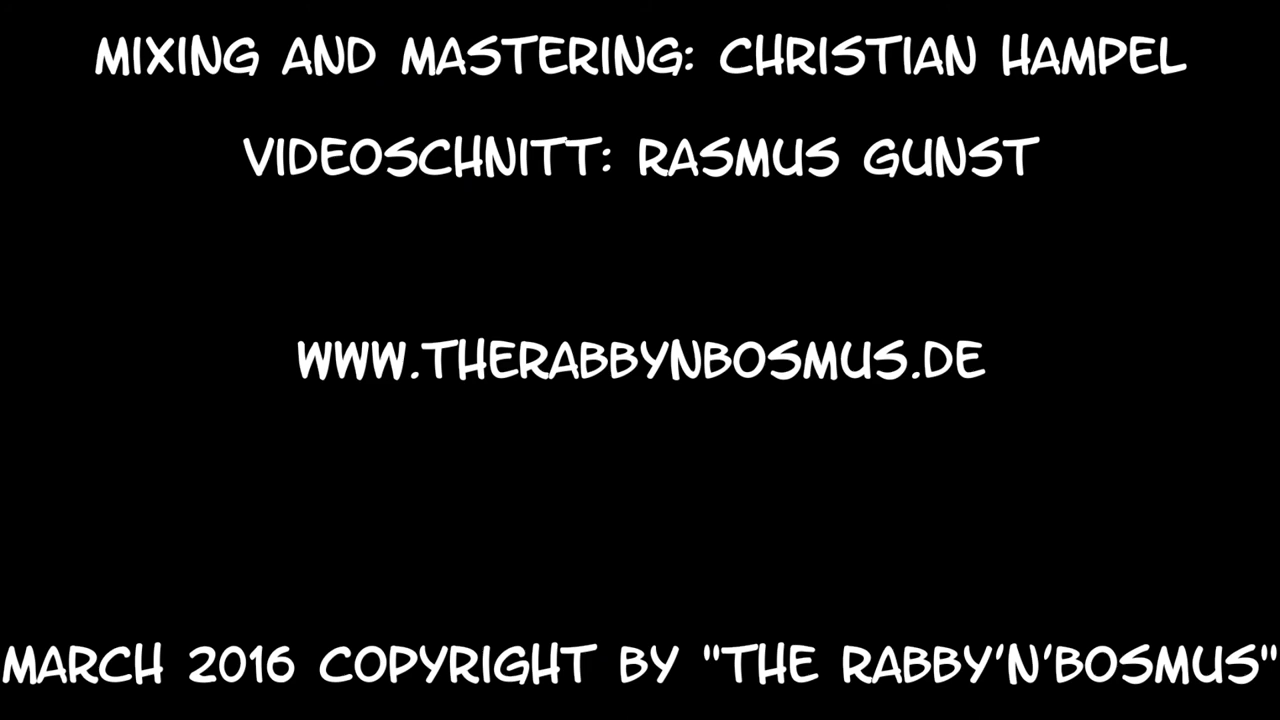 MIXING AND MASTERING: CHRISTIAN HAMPEL
VIDEOSCHNITT: RASMUS GUNST
WWW.THERABBYNBOSMUS.DE
MARCH 2016 COPYRIGHT BY "THE RABBY'N'BOSMUS"